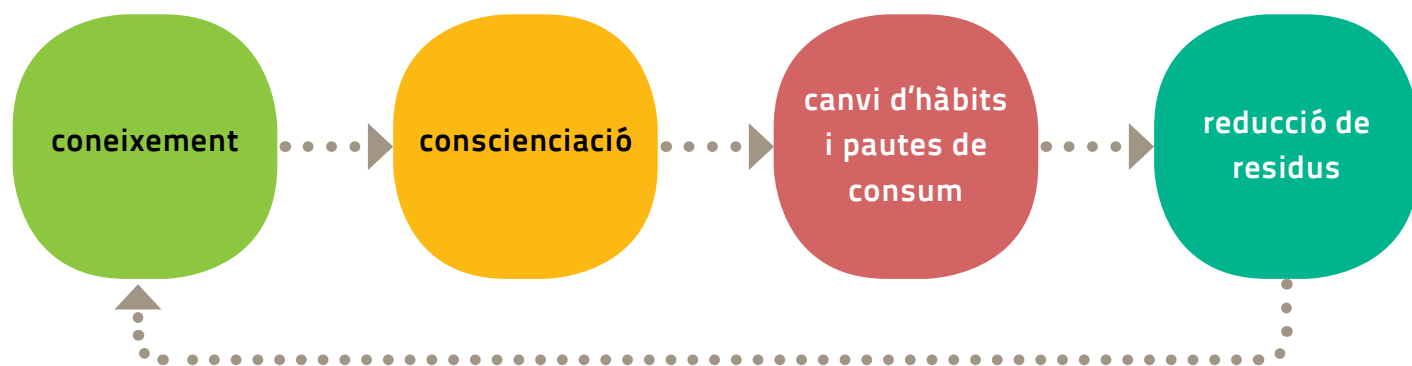 coneixement
conscienciació
canvi d'hàbits
i pautes de
consum
reducció de
residus